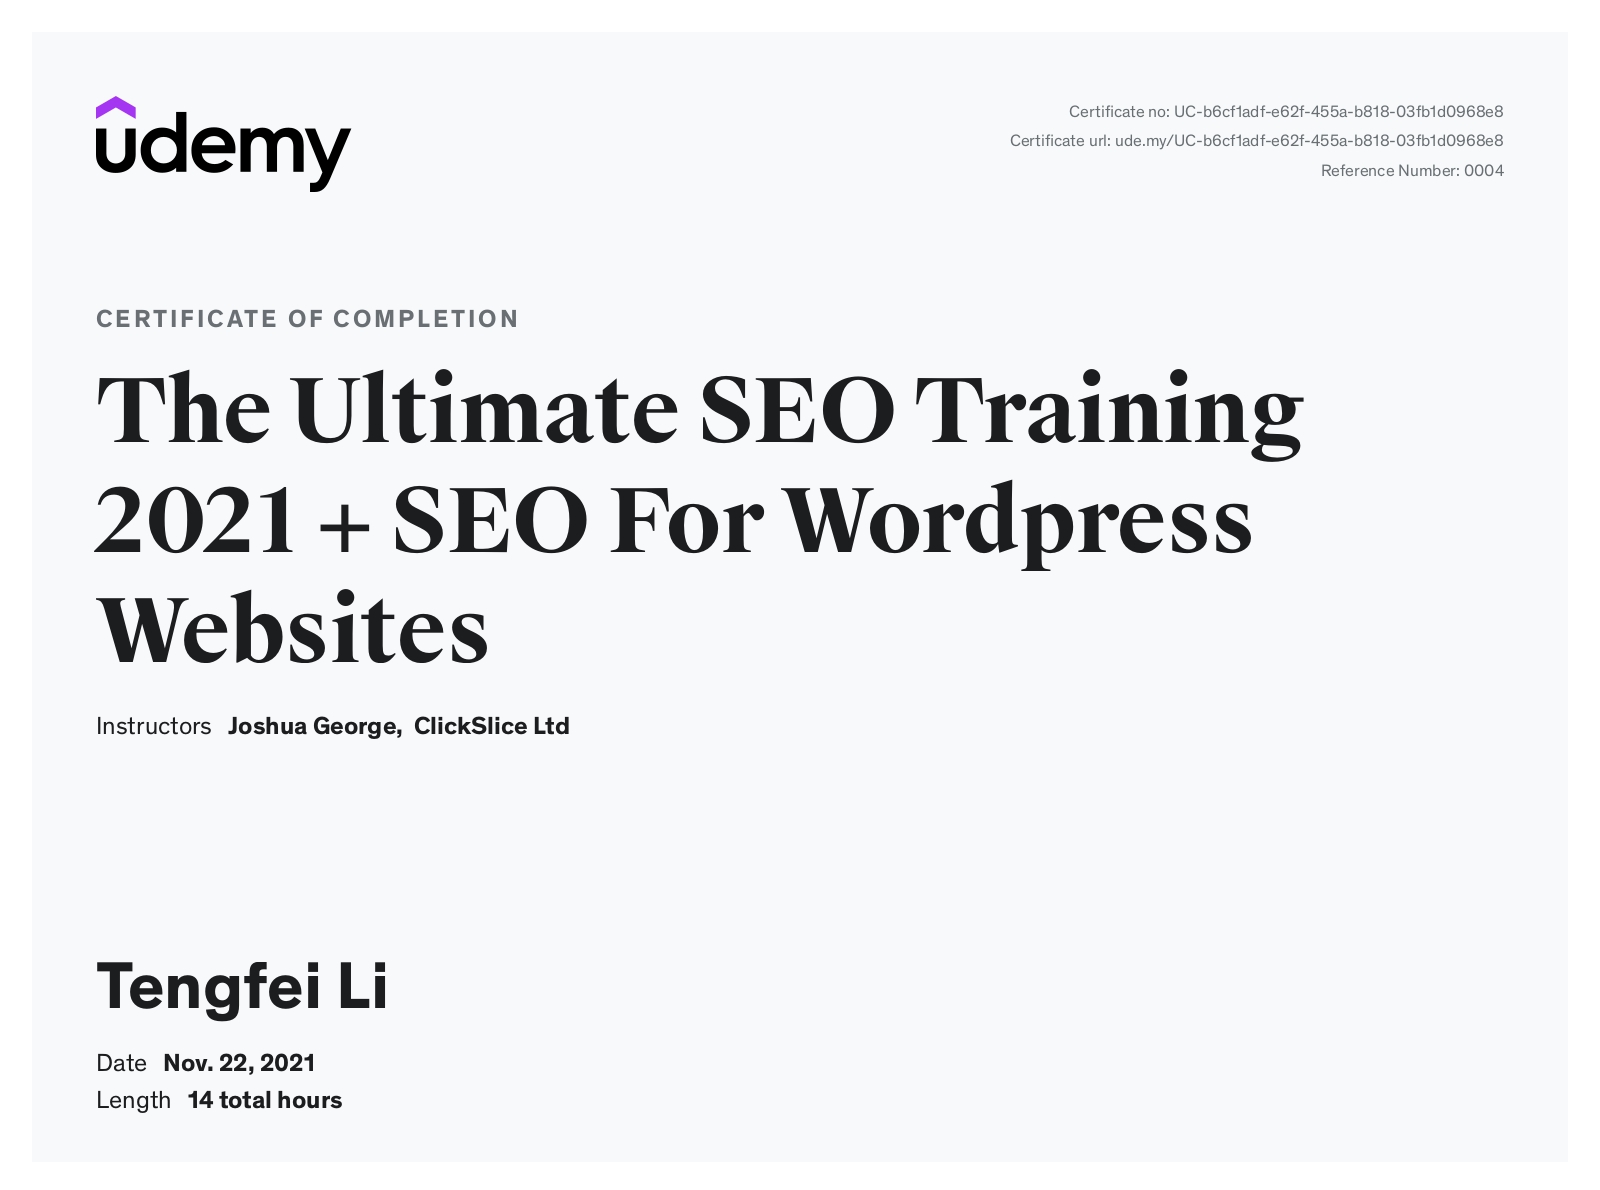 udemy
Certificate no: UC-b6cf1adf-e62f-455a-b818-03fb1d0968e8
Certificate url: ude.my/UC-b6cf1adf-e62f-455a-b818-03fb1d0968e8
Reference Number: 0004
CERTIFICATE OF COMPLETION
The Ultimate SEO Training
2021 + SEO For Wordpress
Websites
Instructors Joshua George, ClickSlice Ltd
Tengfei Li
Date Nov. 22, 2021
Length 14 total hours